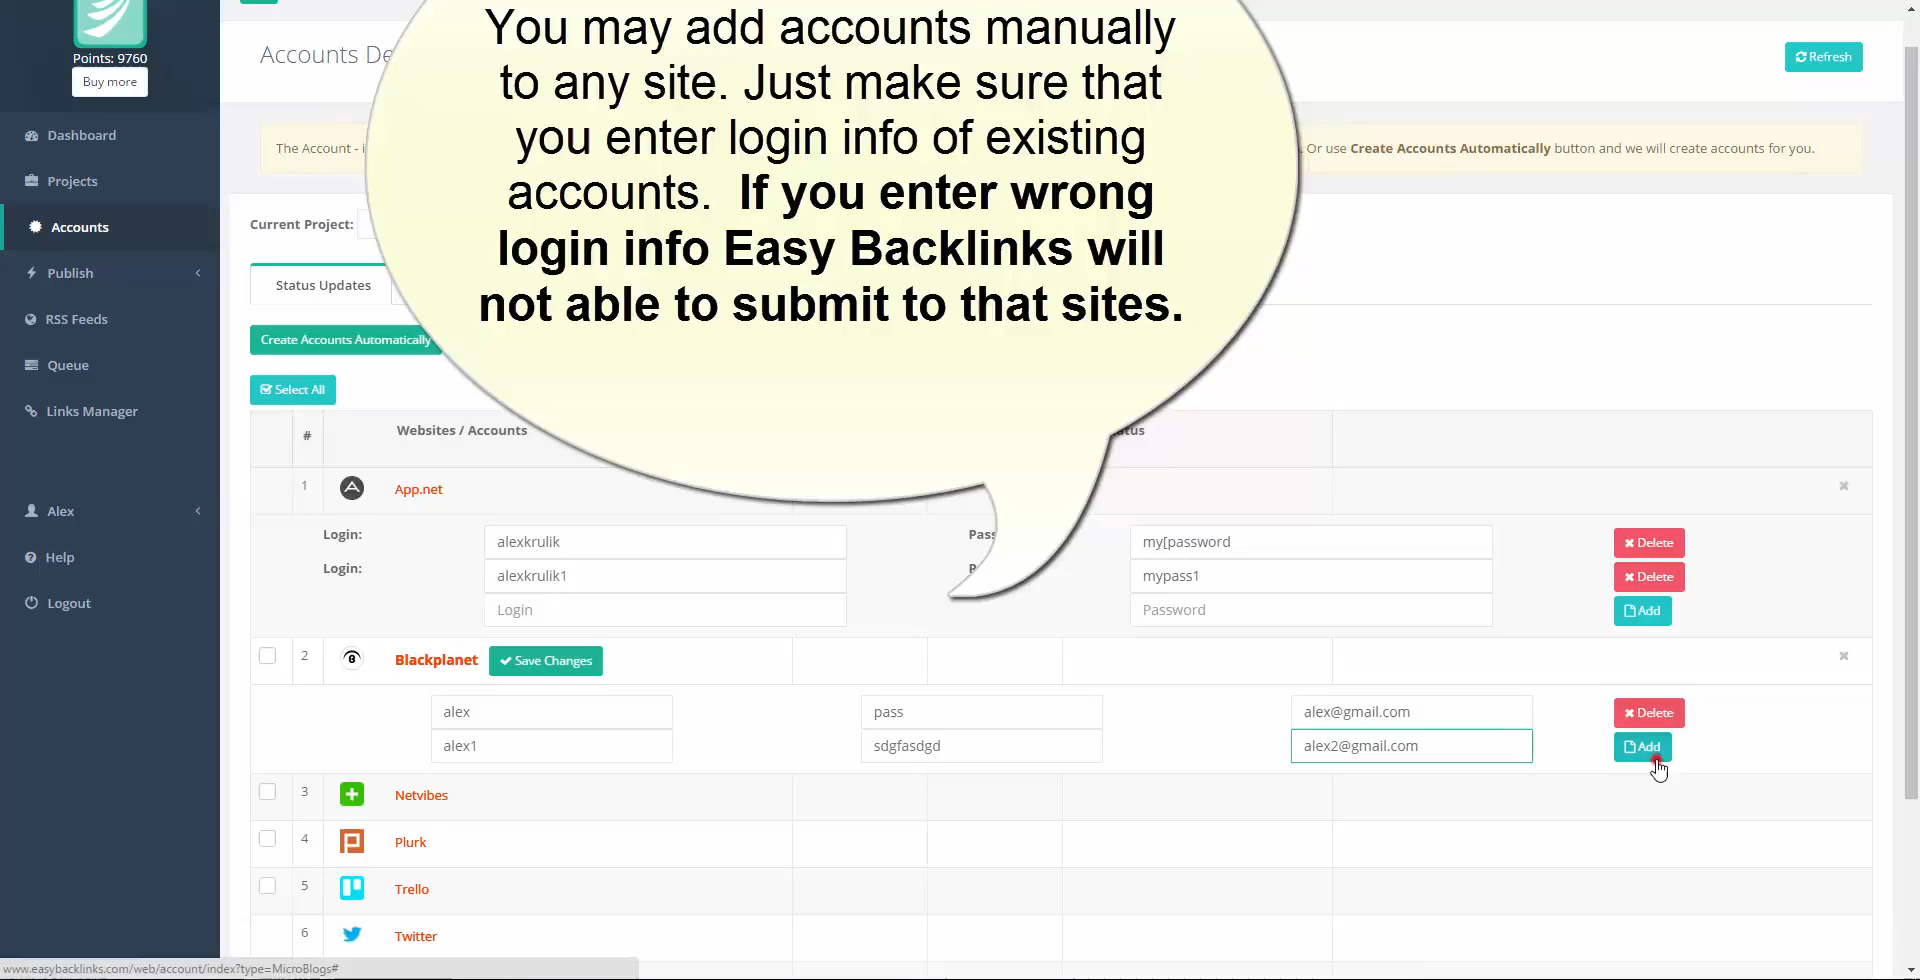 Points: 9760
Buy more
Dashboard
Projects
Accounts
Publish
RSS Feeds
Queue
Links Manager
Alex
Help
Logout
Accounts
Refresh
You may add accounts manually
to any site. Just make sure that
you enter login info of existing
accounts. If you enter wrong
login info Easy Backlinks will
not able to submit to that sites.
The Account -
Or use Create Accounts Automatically button and we will create accounts for you.
Current Project:
Status Updates
Create Accounts Automatically
Select All
# Websites / Accounts
1 App.net
Login: alexkrulik my[password Delete
Login: alexkrulik1 mypass1 Delete
Login Password Add
2 Blackplanet Save Changes
alex pass alex@gmail.com Delete
alex1 sdgfasdgd alex2@gmail.com Add
3 Netvibes
4 Plurk
5 Trello
6 Twitter
www.easybacklinks.com/web/account/index?type=MicroBlogs#